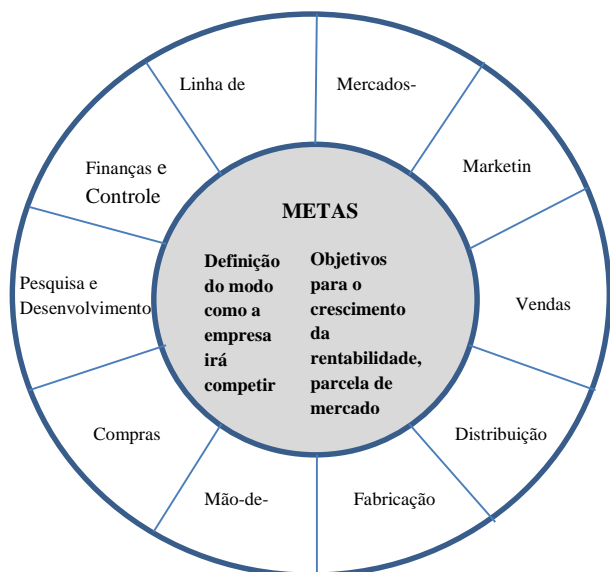 Linha de
Mercados-
Marketin
Vendas
Distribuição
Fabricação
Mão-de-
Compras
Pesquisa e
Desenvolvimento
Finanças e
Controle
METAS
Definição
do modo
como a
empresa
irá
competir
Objetivos
para o
crescimento
da
rentabilidade,
parcela de
mercado